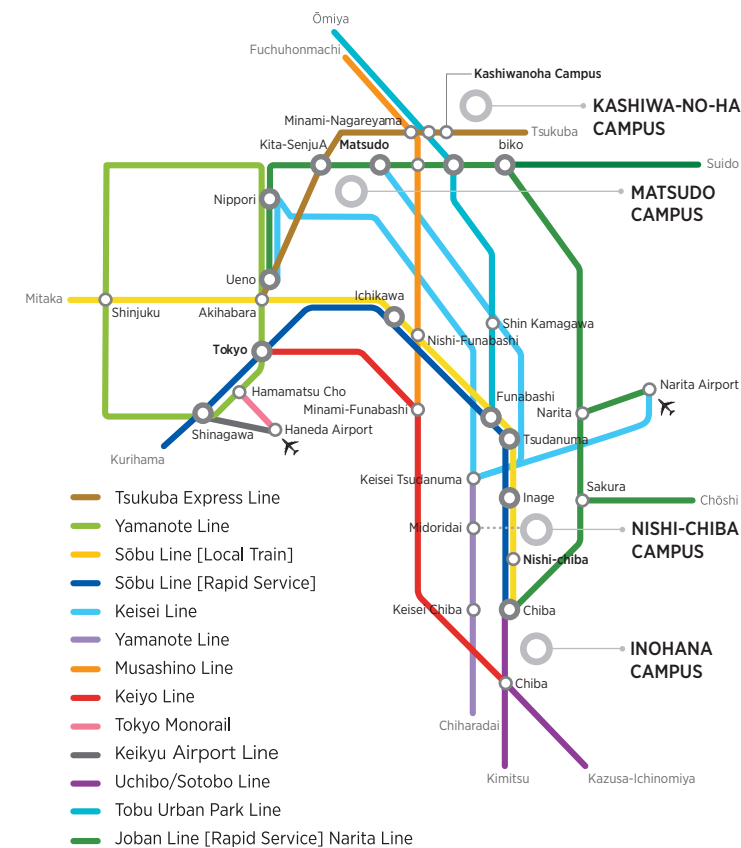 Ōmiya
Fuchuhonmachi
Kashiwanoha Campus
KASHIWA-NO-HA
CAMPUS
Minami-Nagareyama
Tsukuba
Kita-SenjuA
Matsudo
biko
Suido
Nippori
MATSUDO
CAMPUS
Ueno
Mitaka
Shinjuku
Akihabara
Ichikawa
Shin Kamagawa
Nishi-Funabashi
Tokyo
Hamamatsu Cho
Minami-Funabashi
Funabashi
Narita Airport
Narita
Shinagawa
Haneda Airport
Tsudanuma
Kurihama
Keisei Tsudanuma
Sakura
Inage
Chōshi
Midoridai
NISHI-CHIBA
CAMPUS
Nishi-chiba
Keisei Chiba
Chiba
INOHANA
CAMPUS
Chiba
Chiharadai
Kimitsu
Kazusa-Ichinomiya
Tsukuba Express Line
Yamanote Line
Sōbu Line [Local Train]
Sōbu Line [Rapid Service]
Keisei Line
Yamanote Line
Musashino Line
Keiyo Line
Tokyo Monorail
Keikyu Airport Line
Uchibo/Sotobo Line
Tobu Urban Park Line
Joban Line [Rapid Service] Narita Line